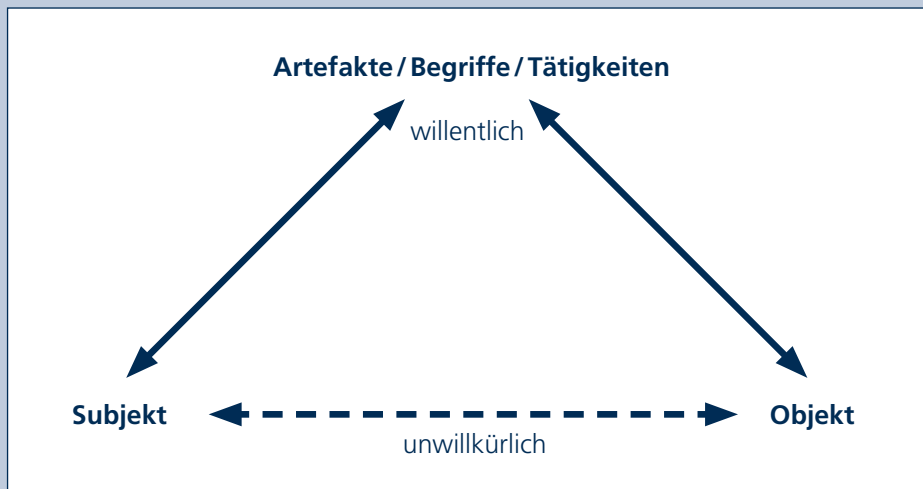 Artefakte / Begriffe / Tätigkeiten
willentlich
Subjekt
Objekt
unwillkürlich